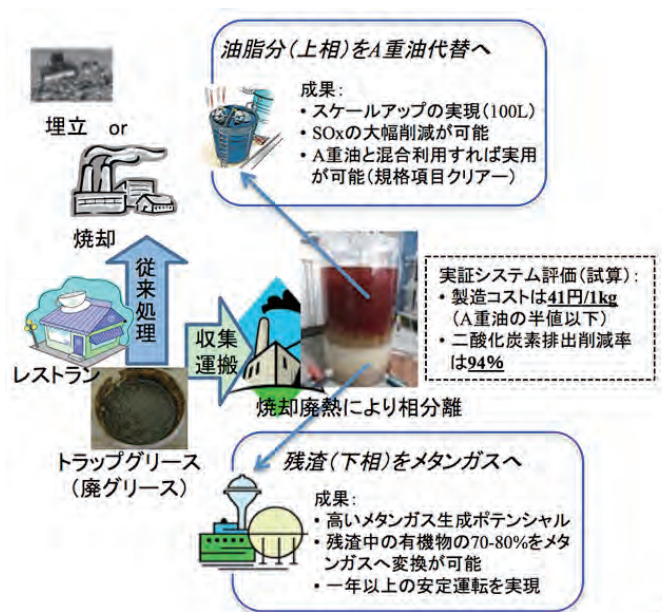 油脂分（上相）をA重油代替へ
成果：
・スケールアップの実現（100L）
・SOxの大幅削減が可能
・A重油と混合利用すれば実用
が可能（規格項目クリアー）
埋立 or
焼却
従来処理
レストラン
収集
運搬
トラップグリース
（廃グリース）
焼却廃熱により相分離
実証システム評価（試算）：
・製造コストは41円/1kg
（A重油の半値以下）
・二酸化炭素排出削減率
は94%
残渣（下相）をメタンガスへ
成果：
・高いメタンガス生成ポテンシャル
・残渣中の有機物の70-80%をメタ
ンガスへ変換が可能
・一年以上の安定運転を実現